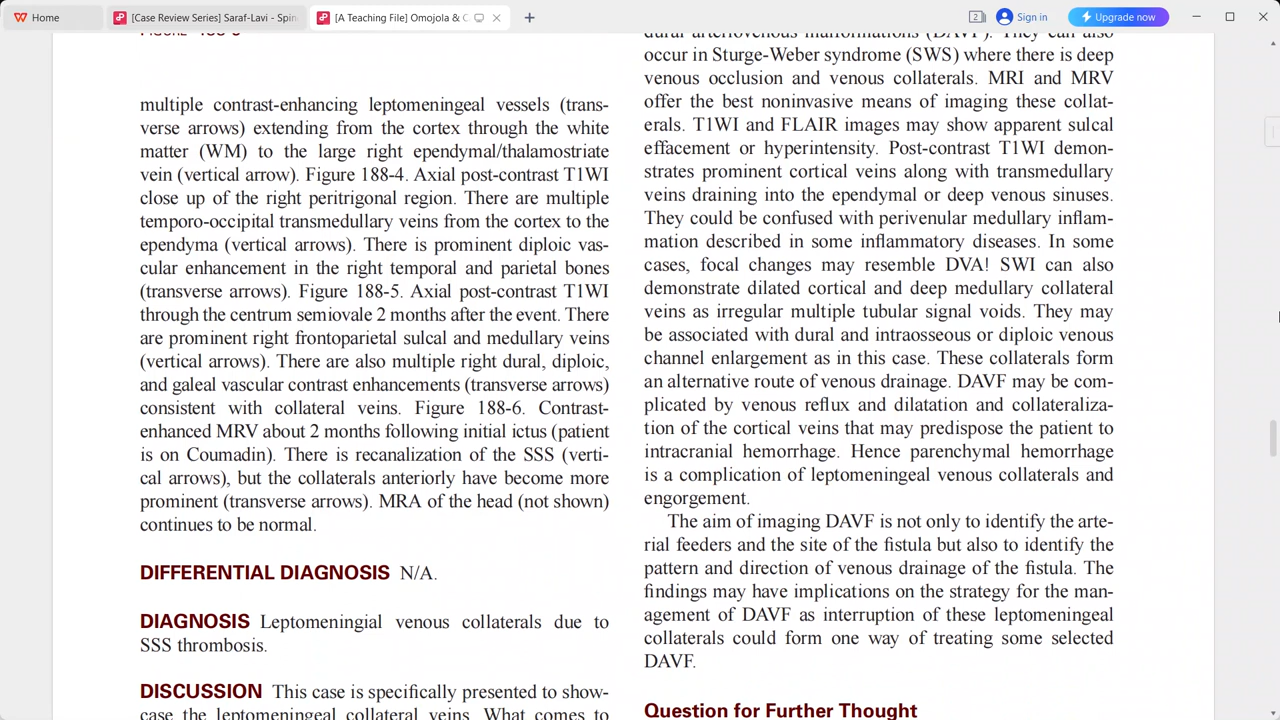 Home
[Case Review Series] Saraf-Lavi - Spin
[A Teaching File] Omojola & C
2
Sign in
Upgrade now
multiple contrast-enhancing leptomeningeal vessels (trans-
verse arrows) extending from the cortex through the white
matter (WM) to the large right ependymal/thalamostriate
vein (vertical arrow). Figure 188-4. Axial post-contrast T1WI
close up of the right peritrigonal region. There are multiple
temporo-occipital transmedullary veins from the cortex to the
ependyma (vertical arrows). There is prominent diploic vas-
cular enhancement in the right temporal and parietal bones
(transverse arrows). Figure 188-5. Axial post-contrast T1WI
through the centrum semiovale 2 months after the event. There
are prominent right frontoparietal sulcal and medullary veins
(vertical arrows). There are also multiple right dural, diploic,
and galeal vascular contrast enhancements (transverse arrows)
consistent with collateral veins. Figure 188-6. Contrast-
enhanced MRV about 2 months following initial ictus (patient
is on Coumadin). There is recanalization of the SSS (verti-
cal arrows), but the collaterals anteriorly have become more
prominent (transverse arrows). MRA of the head (not shown)
continues to be normal.
DIFFERENTIAL DIAGNOSIS N/A.
DIAGNOSIS Leptomeningial venous collaterals due to
SSS thrombosis.
DISCUSSION This case is specifically presented to show-
case the leptomeningeal collateral veins. What comes to
dural arteriovenous malformations (DAVF). They can also
occur in Sturge-Weber syndrome (SWS) where there is deep
venous occlusion and venous collaterals. MRI and MRV
offer the best noninvasive means of imaging these collat-
erals. T1WI and FLAIR images may show apparent sulcal
effacement or hyperintensity. Post-contrast T1WI demon-
strates prominent cortical veins along with transmedullary
veins draining into the ependymal or deep venous sinuses.
They could be confused with perivenular medullary inflam-
mation described in some inflammatory diseases. In some
cases, focal changes may resemble DVA! SWI can also
demonstrate dilated cortical and deep medullary collateral
veins as irregular multiple tubular signal voids. They may
be associated with dural and intraosseous or diploic venous
channel enlargement as in this case. These collaterals form
an alternative route of venous drainage. DAVF may be com-
plicated by venous reflux and dilatation and collateraliza-
tion of the cortical veins that may predispose the patient to
intracranial hemorrhage. Hence parenchymal hemorrhage
is a complication of leptomeningeal venous collaterals and
engorgement.
The aim of imaging DAVF is not only to identify the arte-
rial feeders and the site of the fistula but also to identify the
pattern and direction of venous drainage of the fistula. The
findings may have implications on the strategy for the man-
agement of DAVF as interruption of these leptomeningeal
collaterals could form one way of treating some selected
DAVF.
Question for Further Thought